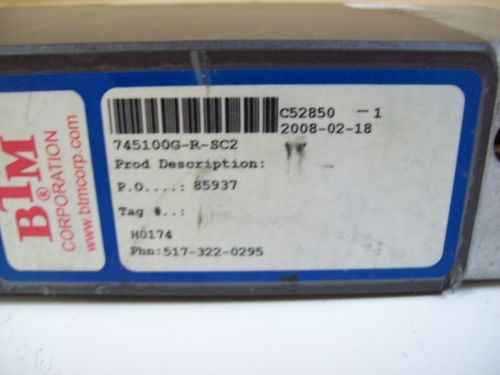 BTM
®
CORPORATION
www.btmcorp.com
C52850 -1
2008-02-18
745100G-R-SC2
Prod Description:
P.O....: 85937
Tag #..:
H0174
Phn:517-322-0295